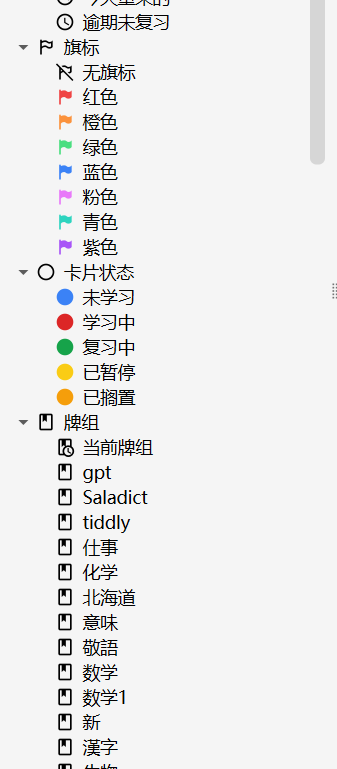 逾期未复习
旗标
无旗标
红色
橙色
绿色
蓝色
粉色
青色
紫色
卡片状态
未学习
学习中
复习中
已暂停
已搁置
牌组
当前牌组
gpt
Saladict
tiddly
仕事
化学
北海道
意味
敬語
数学
数学1
新
漢字